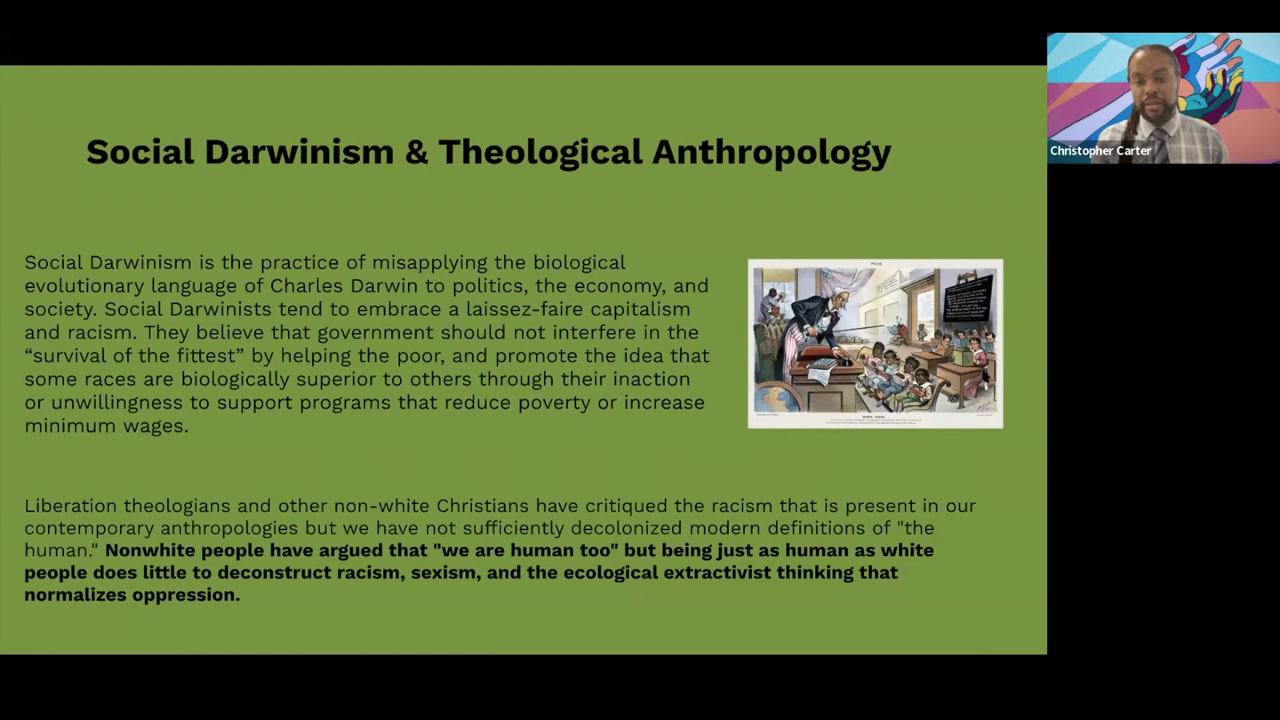 Social Darwinism & Theological Anthropology
Christopher Carter
Social Darwinism is the practice of misapplying the biological
evolutionary language of Charles Darwin to politics, the economy, and
society. Social Darwinists tend to embrace a laissez-faire capitalism
and racism. They believe that government should not interfere in the
“survival of the fittest” by helping the poor, and promote the idea that
some races are biologically superior to others through their inaction
or unwillingness to support programs that reduce poverty or increase
minimum wages.
PUCK
Liberation theologians and other non-white Christians have critiqued the racism that is present in our
contemporary anthropologies but we have not sufficiently decolonized modern definitions of "the
human." Nonwhite people have argued that "we are human too" but being just as human as white
people does little to deconstruct racism, sexism, and the ecological extractivist thinking that
normalizes oppression.